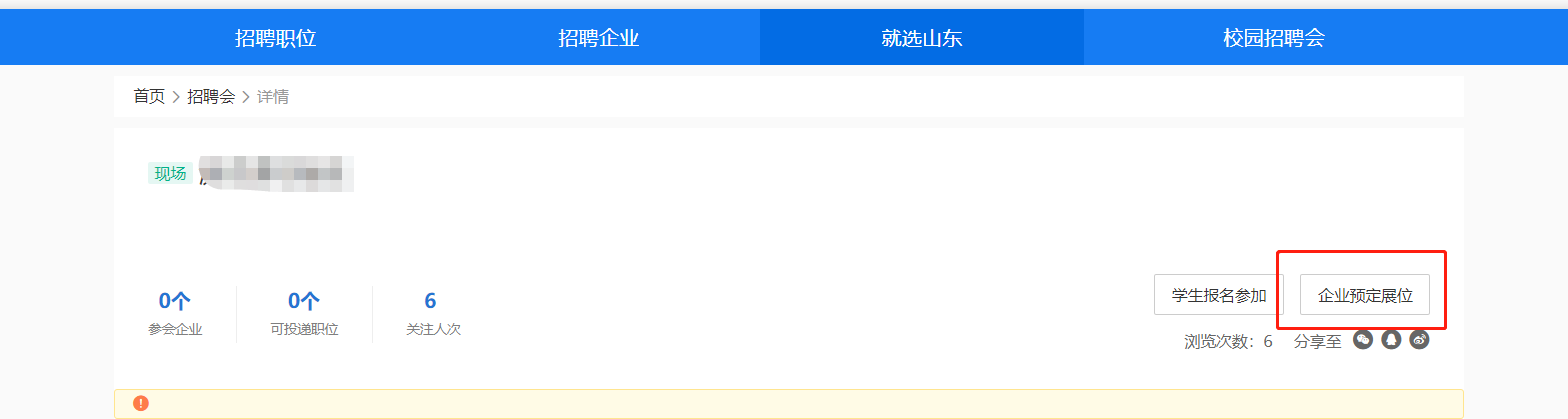 招聘职位 招聘企业 就选山东 校园招聘会
首页 > 招聘会 > 详情
现场
0个 0个 6
参会企业 可投递职位 关注人次
学生报名参加 企业预定展位
浏览次数：6 分享至